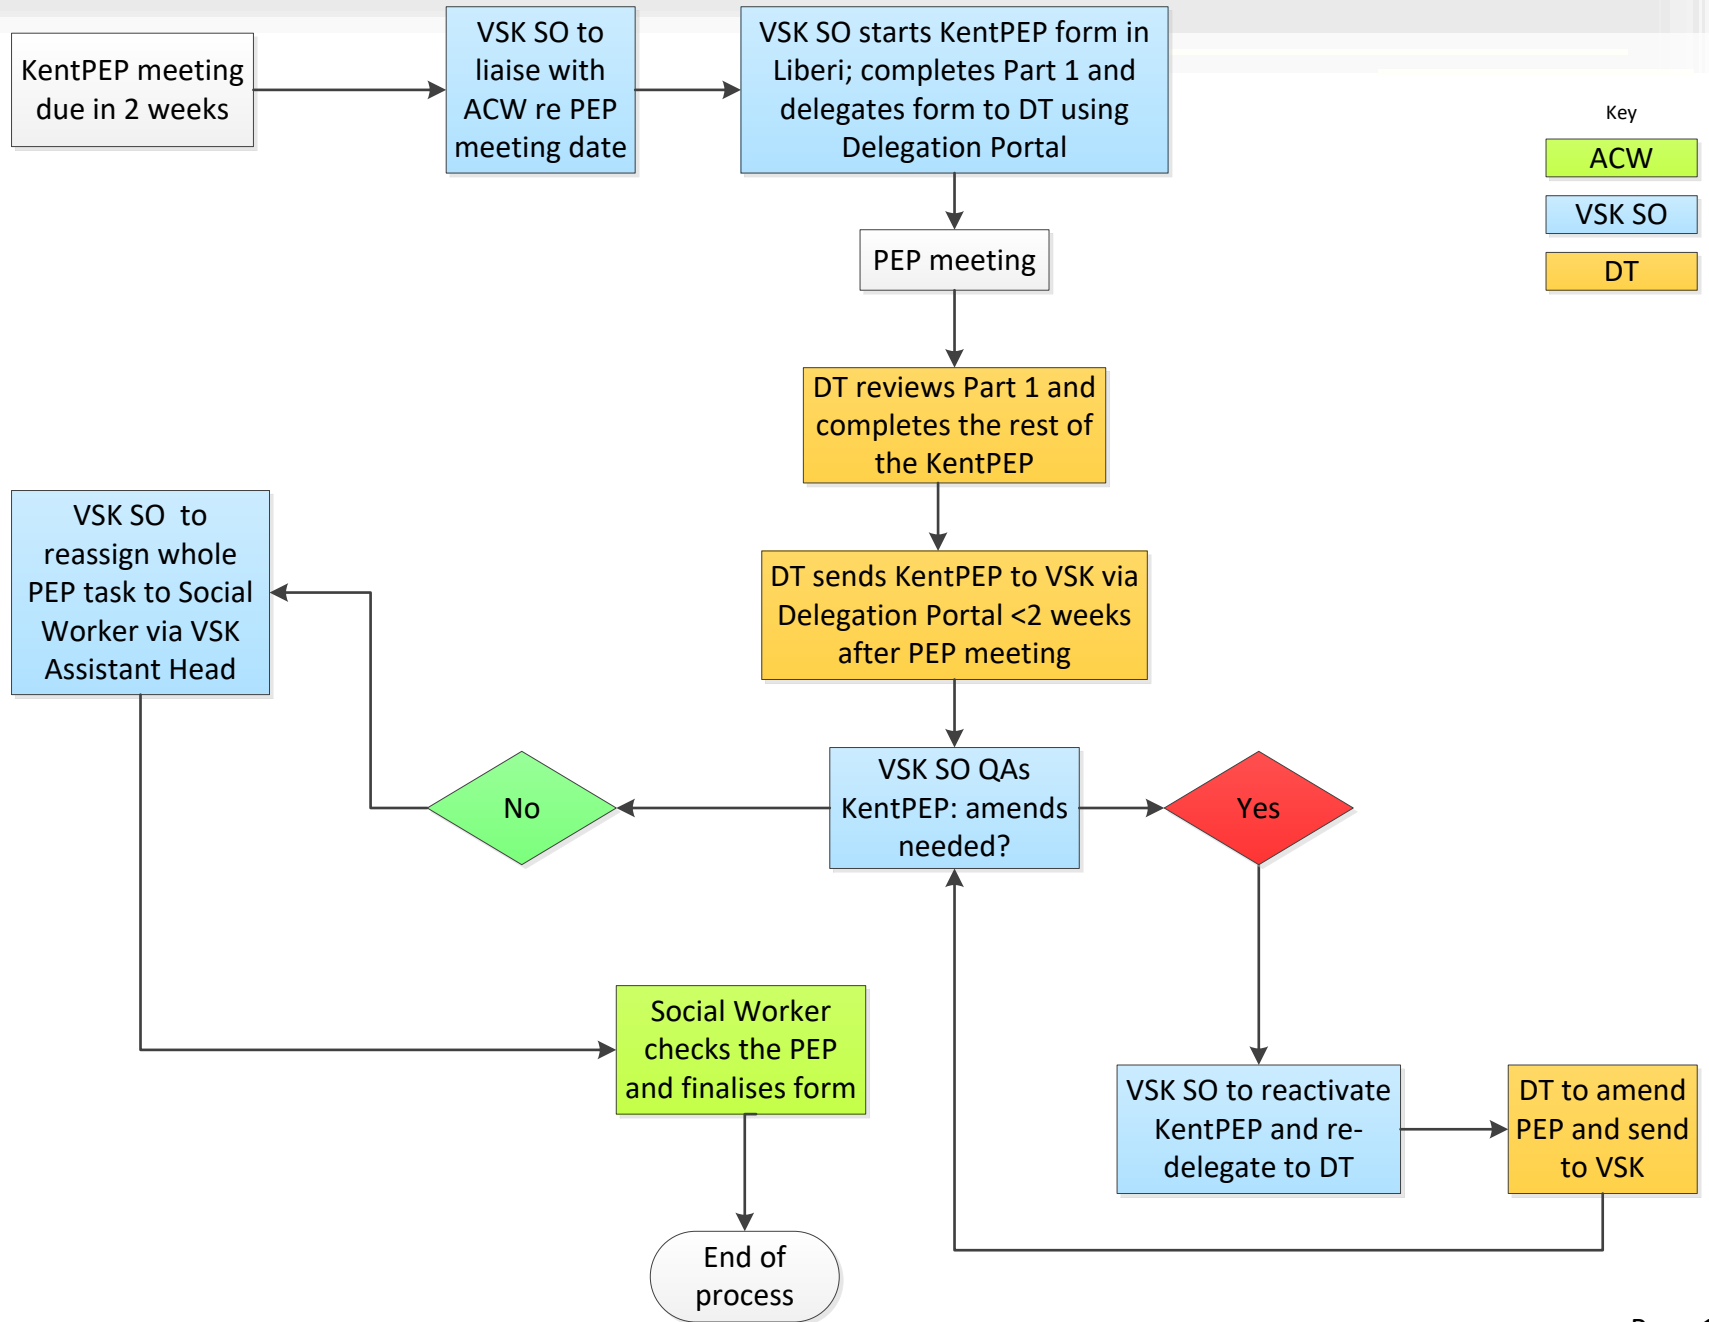 KentPEP meeting
due in 2 weeks
VSK SO to
liaise with
ACW re PEP
meeting date
VSK SO starts KentPEP form in
Liberi; completes Part 1 and
delegates form to DT using
Delegation Portal
Key
ACW
VSK SO
DT
PEP meeting
DT reviews Part 1 and
completes the rest of
the KentPEP
VSK SO to
reassign whole
PEP task to Social
Worker via VSK
Assistant Head
DT sends KentPEP to VSK via
Delegation Portal <2 weeks
after PEP meeting
No
VSK SO QAs
KentPEP: amends
needed?
Yes
Social Worker
checks the PEP
and finalises form
VSK SO to reactivate
KentPEP and re-
delegate to DT
DT to amend
PEP and send
to VSK
End of
process